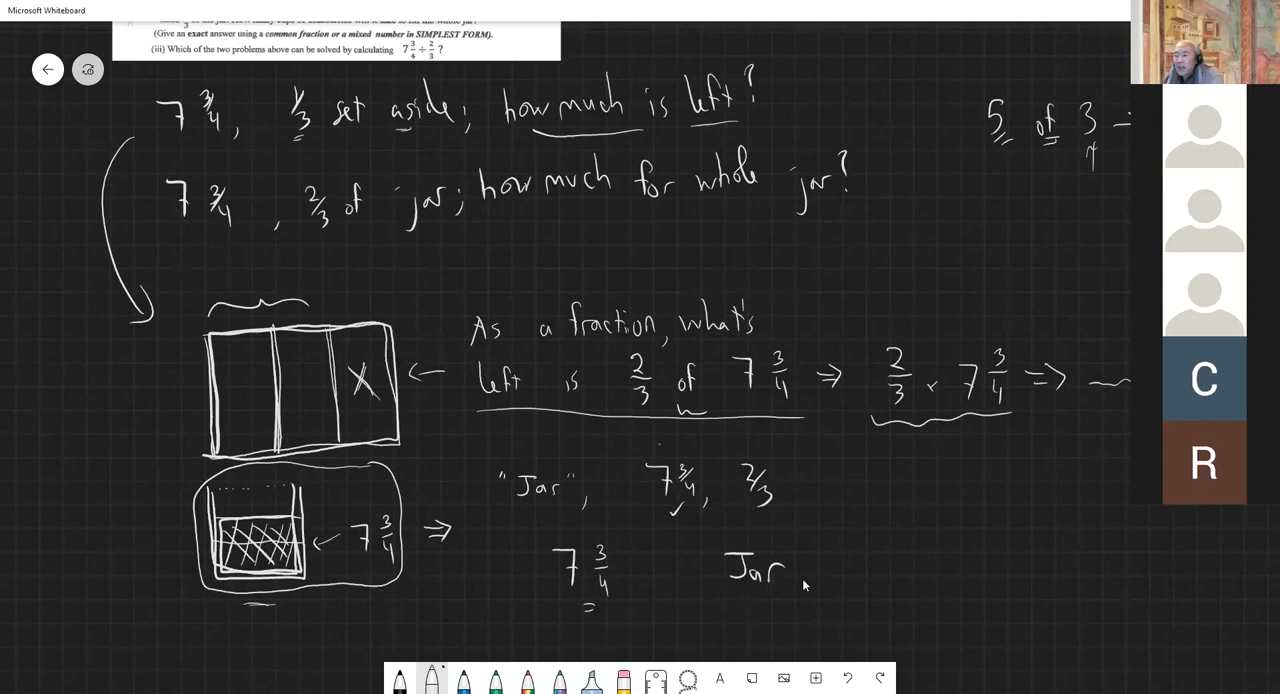 Microsoft Whiteboard
(Give an exact answer using a common fraction or a mixed number in SIMPLEST FORM).
(iii) Which of the two problems above can be solved by calculating 7 3/4 ÷ 2/3 ?
7 3/4, 1/3 set aside; how much is left?
5 of 3 -
7 3/4, 2/3 of jar; how much for whole jar?
As a fraction, what's
left is 2/3 of 7 3/4 ⇒ 2/3 × 7 3/4 ⇒
X
C
R
"Jar", 7 3/4, 2/3
← 7 3/4 ⇒
7 3/4 Jar
A